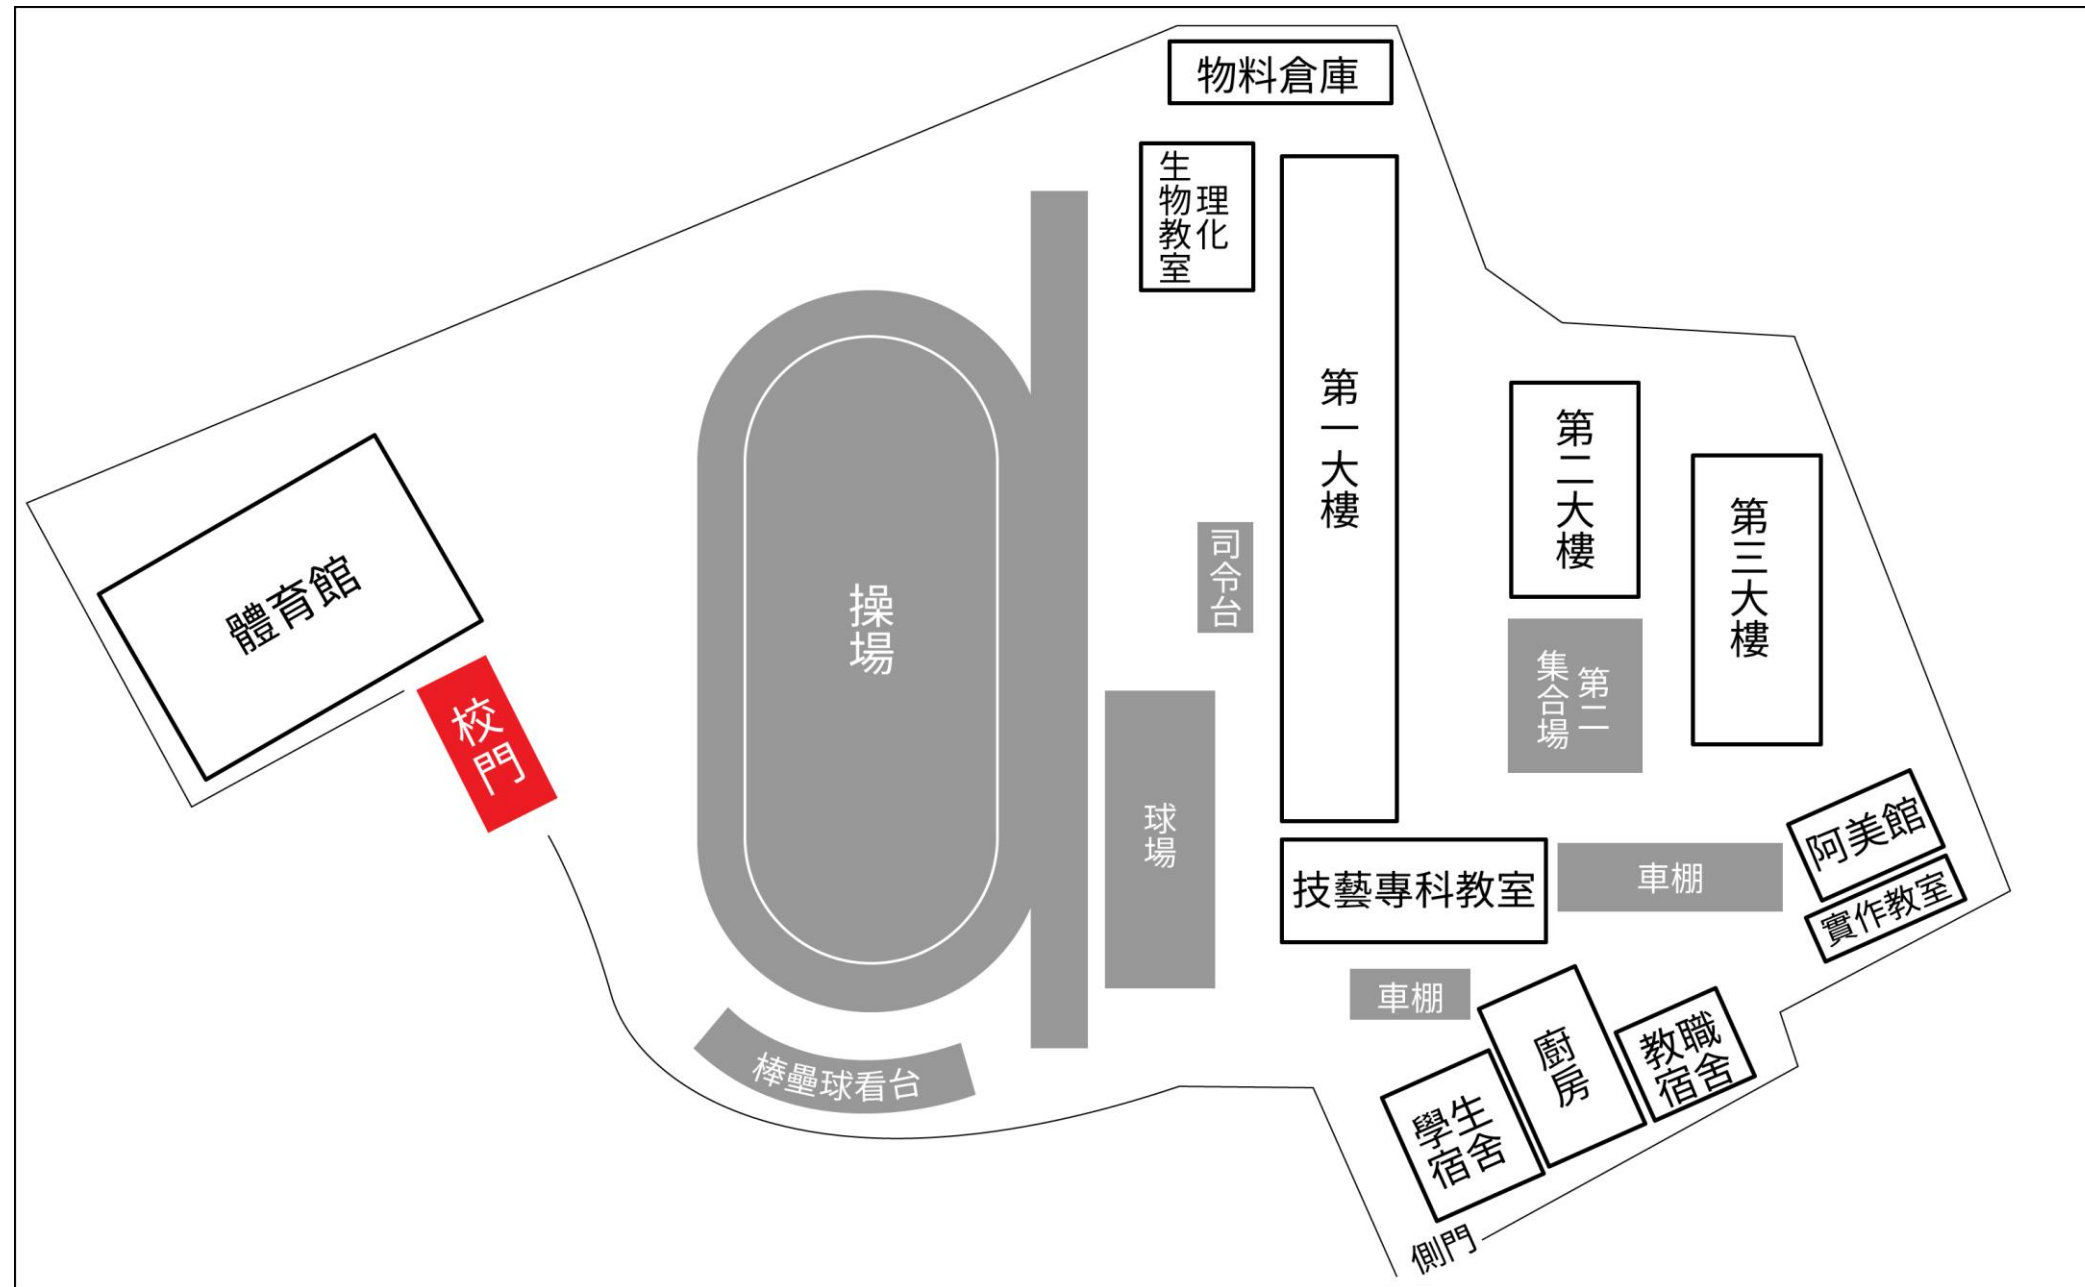 物料倉庫
理化
生物教室
第一大樓
第二大樓
第三大樓
體育館
校門
操場
司令台
第二
集合場
球場
技藝專科教室
車棚
阿美館
實作教室
車棚
廚房
教職
宿舍
學生
宿舍
棒壘球看台
側門